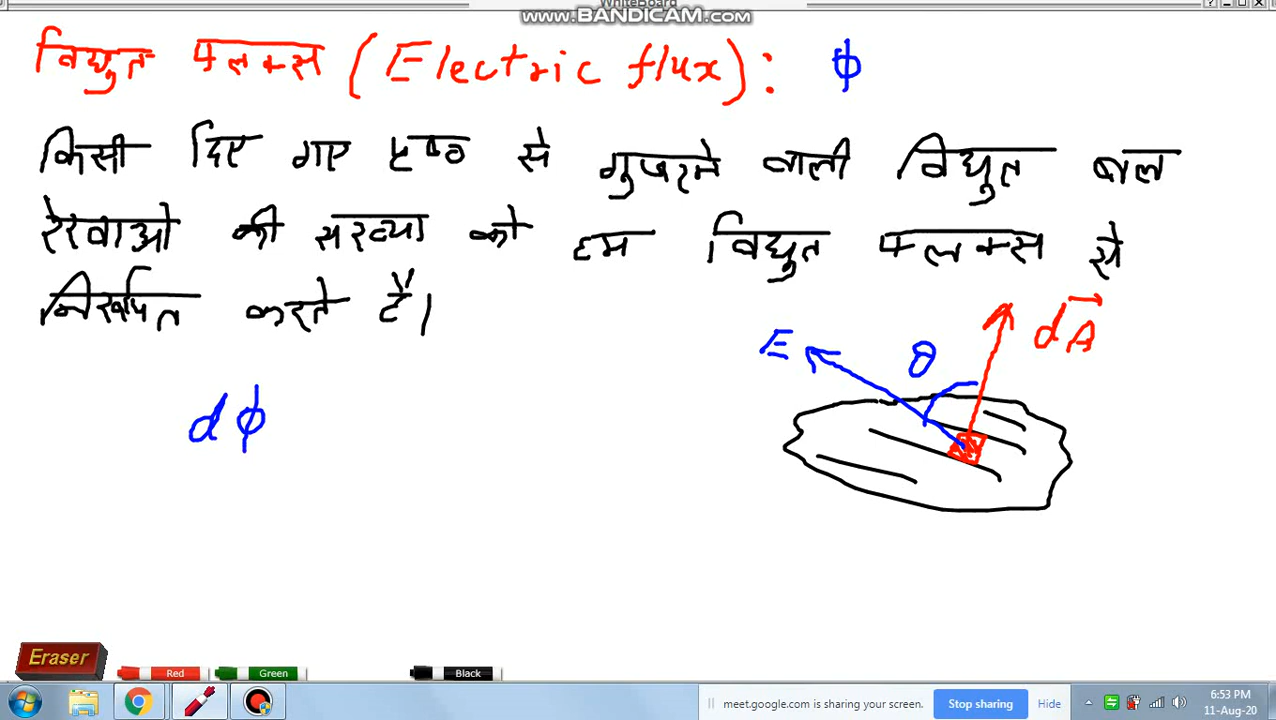 WhiteBoard
www.BANDICAM.com
विद्युत फ्लक्स (Electric flux): ϕ
किसी दिए गए पृष्ठ से गुजरने वाली विद्युत बल
रेखाओ की संख्या को हम विद्युत फ्लक्स से
निरूपित करते हैं।
E θ dA⃗
dϕ
Eraser Red Green Black
meet.google.com is sharing your screen. Stop sharing Hide
6:53 PM
11-Aug-20